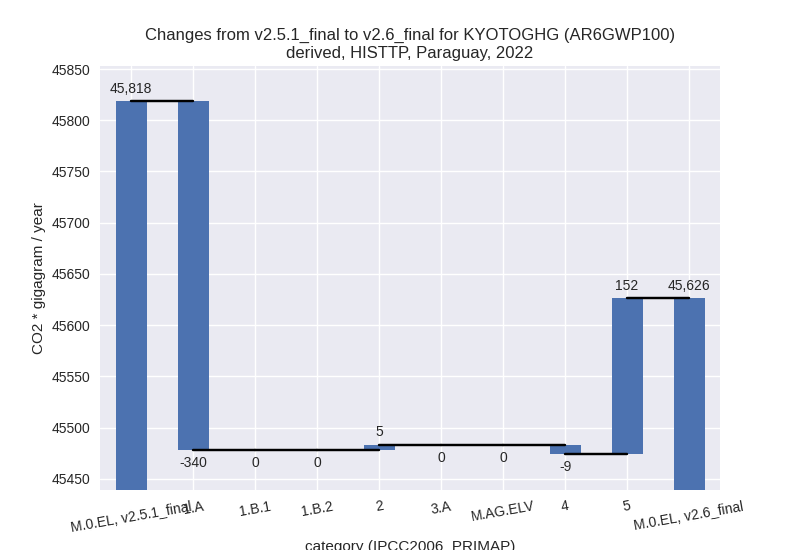 Changes from v2.5.1_final to v2.6_final for KYOTOGHG (AR6GWP100)
derived, HISTTP, Paraguay, 2022
45850
45800
45750
45700
45650
45600
45550
45500
45450
CO2 * gigagram / year
45,818
-340
0
0
5
0
0
-9
152
45,626
M.0.EL, v2.5.1_final
1.A
1.B.1
1.B.2
2
3.A
M.AG.ELV
4
5
M.0.EL, v2.6_final
category (IPCC2006_PRIMAP)